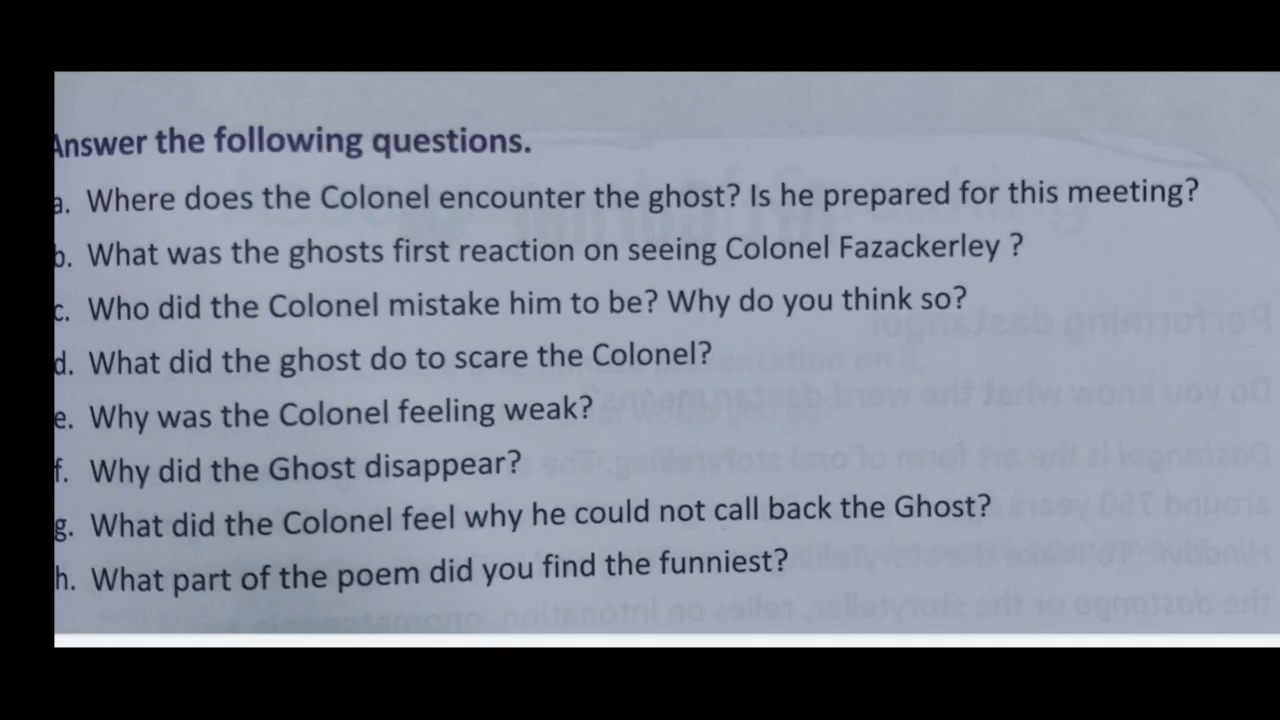 Answer the following questions.
a. Where does the Colonel encounter the ghost? Is he prepared for this meeting?
b. What was the ghosts first reaction on seeing Colonel Fazackerley ?
c. Who did the Colonel mistake him to be? Why do you think so?
d. What did the ghost do to scare the Colonel?
e. Why was the Colonel feeling weak?
f. Why did the Ghost disappear?
g. What did the Colonel feel why he could not call back the Ghost?
h. What part of the poem did you find the funniest?